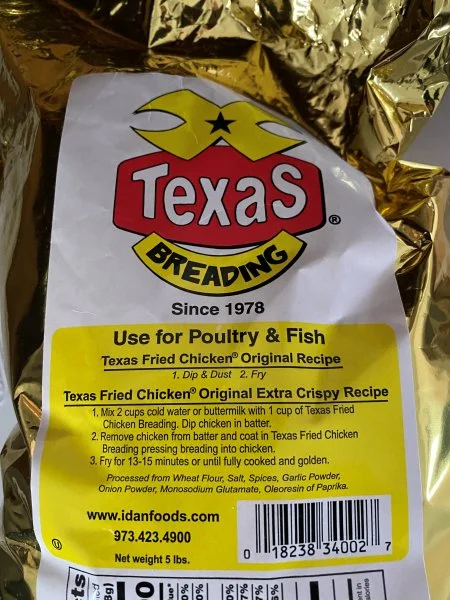 TexaS
®
BREADING
Since 1978
Use for Poultry & Fish
Texas Fried Chicken® Original Recipe
1. Dip & Dust 2. Fry
Texas Fried Chicken® Original Extra Crispy Recipe
1. Mix 2 cups cold water or buttermilk with 1 cup of Texas Fried
Chicken Breading. Dip chicken in batter.
2. Remove chicken from batter and coat in Texas Fried Chicken
Breading pressing breading into chicken.
3. Fry for 13-15 minutes or until fully cooked and golden.
Processed from Wheat Flour, Salt, Spices, Garlic Powder,
Onion Powder, Monosodium Glutamate, Oleoresin of Paprika.
www.idanfoods.com
973.423.4900
Net weight 5 lbs.
0 18238 34002 7